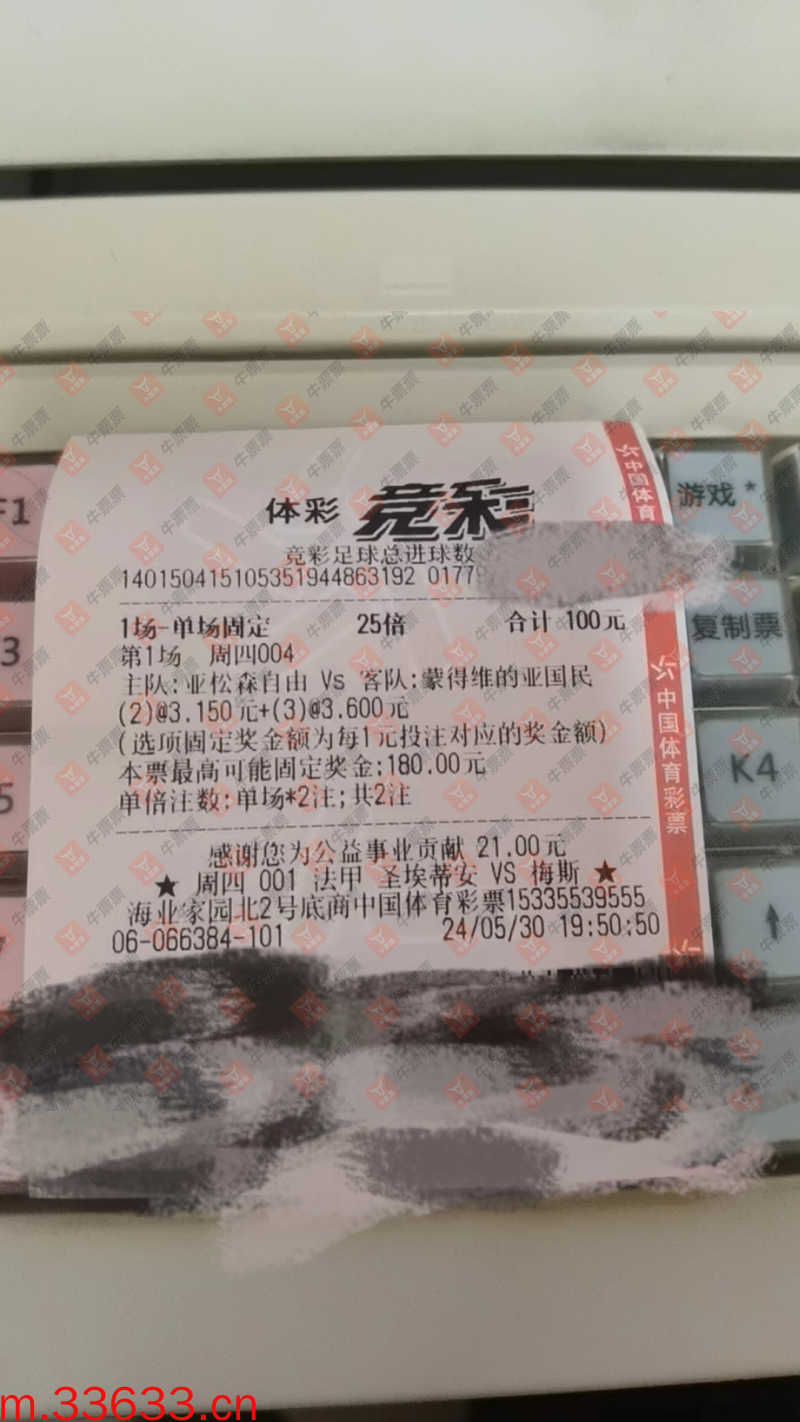 体彩 竞彩
竞彩足球总进球数
140150415105351944863192 0177
1场-单场固定 25倍 合计 100元
第1场 周四004
主队:亚松森自由 Vs 客队:蒙得维的亚国民
(2)@3.150元+(3)@3.600元
(选项固定奖金额为每1元投注对应的奖金额)
本票最高可能固定奖金:180.00元
单倍注数:单场*2注;共2注
感谢您为公益事业贡献 21.00元
★ 周四 001 法甲 圣埃蒂安 VS 梅斯 ★
海业家园北2号底商中国体育彩票15335539555
06-066384-101 24/05/30 19:50:50
中国体育
中国体育彩票
F1
3
5
游戏*
复制票
K4
↑
牛票票
m.33633.cn